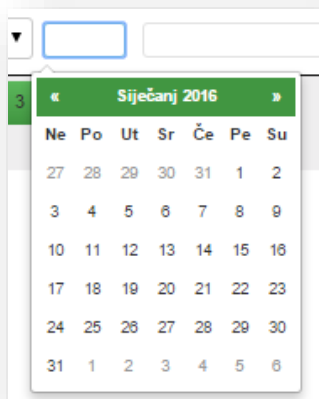 ▼
3
« Siječanj 2016 »
Ne Po Ut Sr Če Pe Su
27 28 29 30 31 1 2
3 4 5 6 7 8 9
10 11 12 13 14 15 16
17 18 19 20 21 22 23
24 25 26 27 28 29 30
31 1 2 3 4 5 6